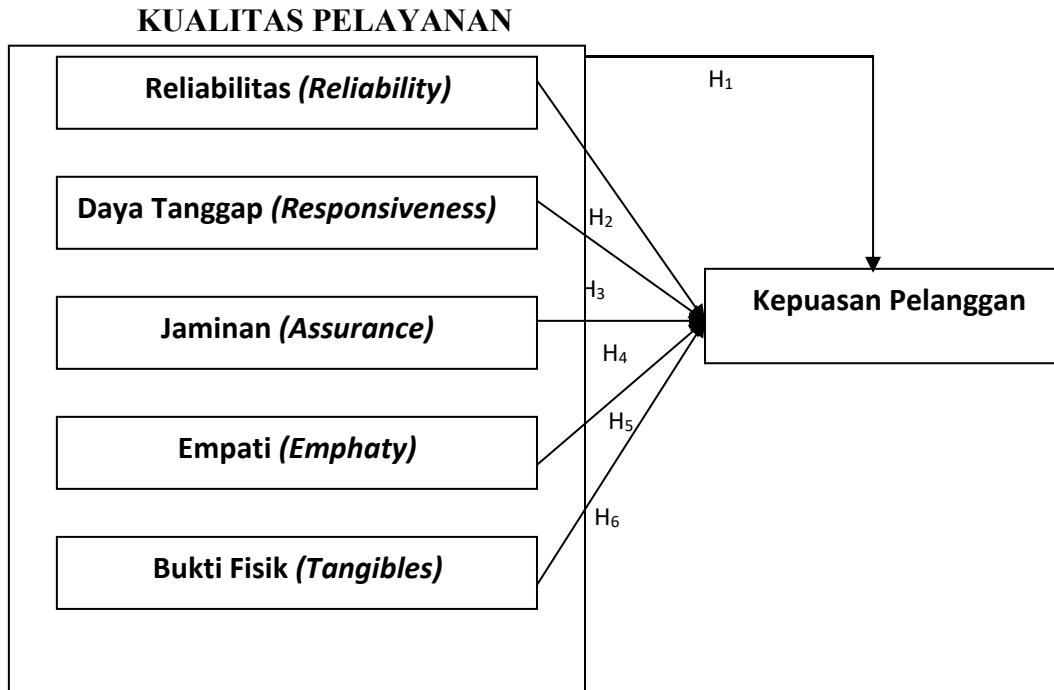 KUALITAS PELAYANAN
Reliabilitas (Reliability)
H₁
Daya Tanggap (Responsiveness)
H₂
H₃
Jaminan (Assurance)
Kepuasan Pelanggan
H₄
Empati (Emphaty)
H₅
H₆
Bukti Fisik (Tangibles)